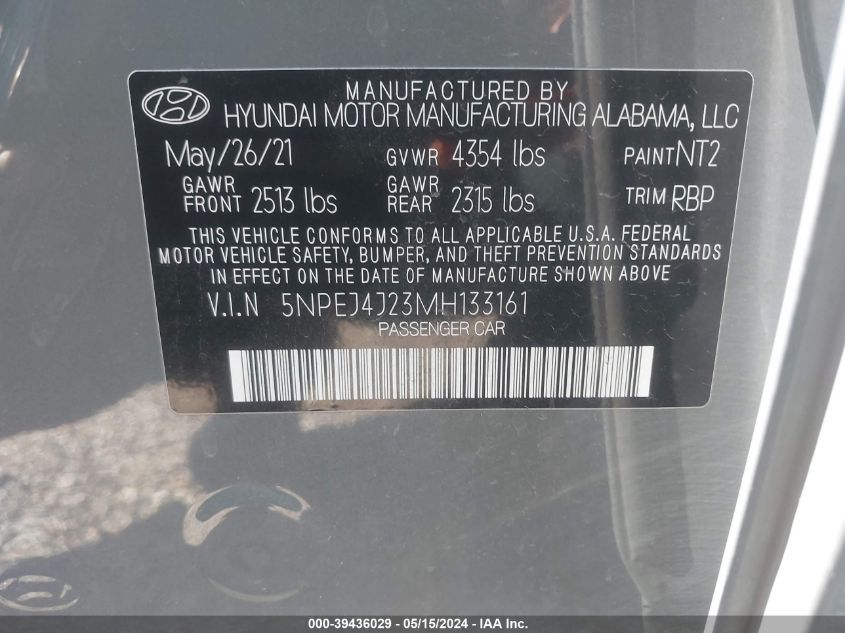 MANUFACTURED BY
HYUNDAI MOTOR MANUFACTURING ALABAMA, LLC
May/26/21 GVWR 4354 lbs PAINT NT2
GAWR FRONT 2513 lbs GAWR REAR 2315 lbs TRIM RBP
THIS VEHICLE CONFORMS TO ALL APPLICABLE U.S.A. FEDERAL
MOTOR VEHICLE SAFETY, BUMPER, AND THEFT PREVENTION STANDARDS
IN EFFECT ON THE DATE OF MANUFACTURE SHOWN ABOVE
V.I.N 5NPEJ4J23MH133161
PASSENGER CAR
000-39436029 - 05/15/2024 - IAA Inc.